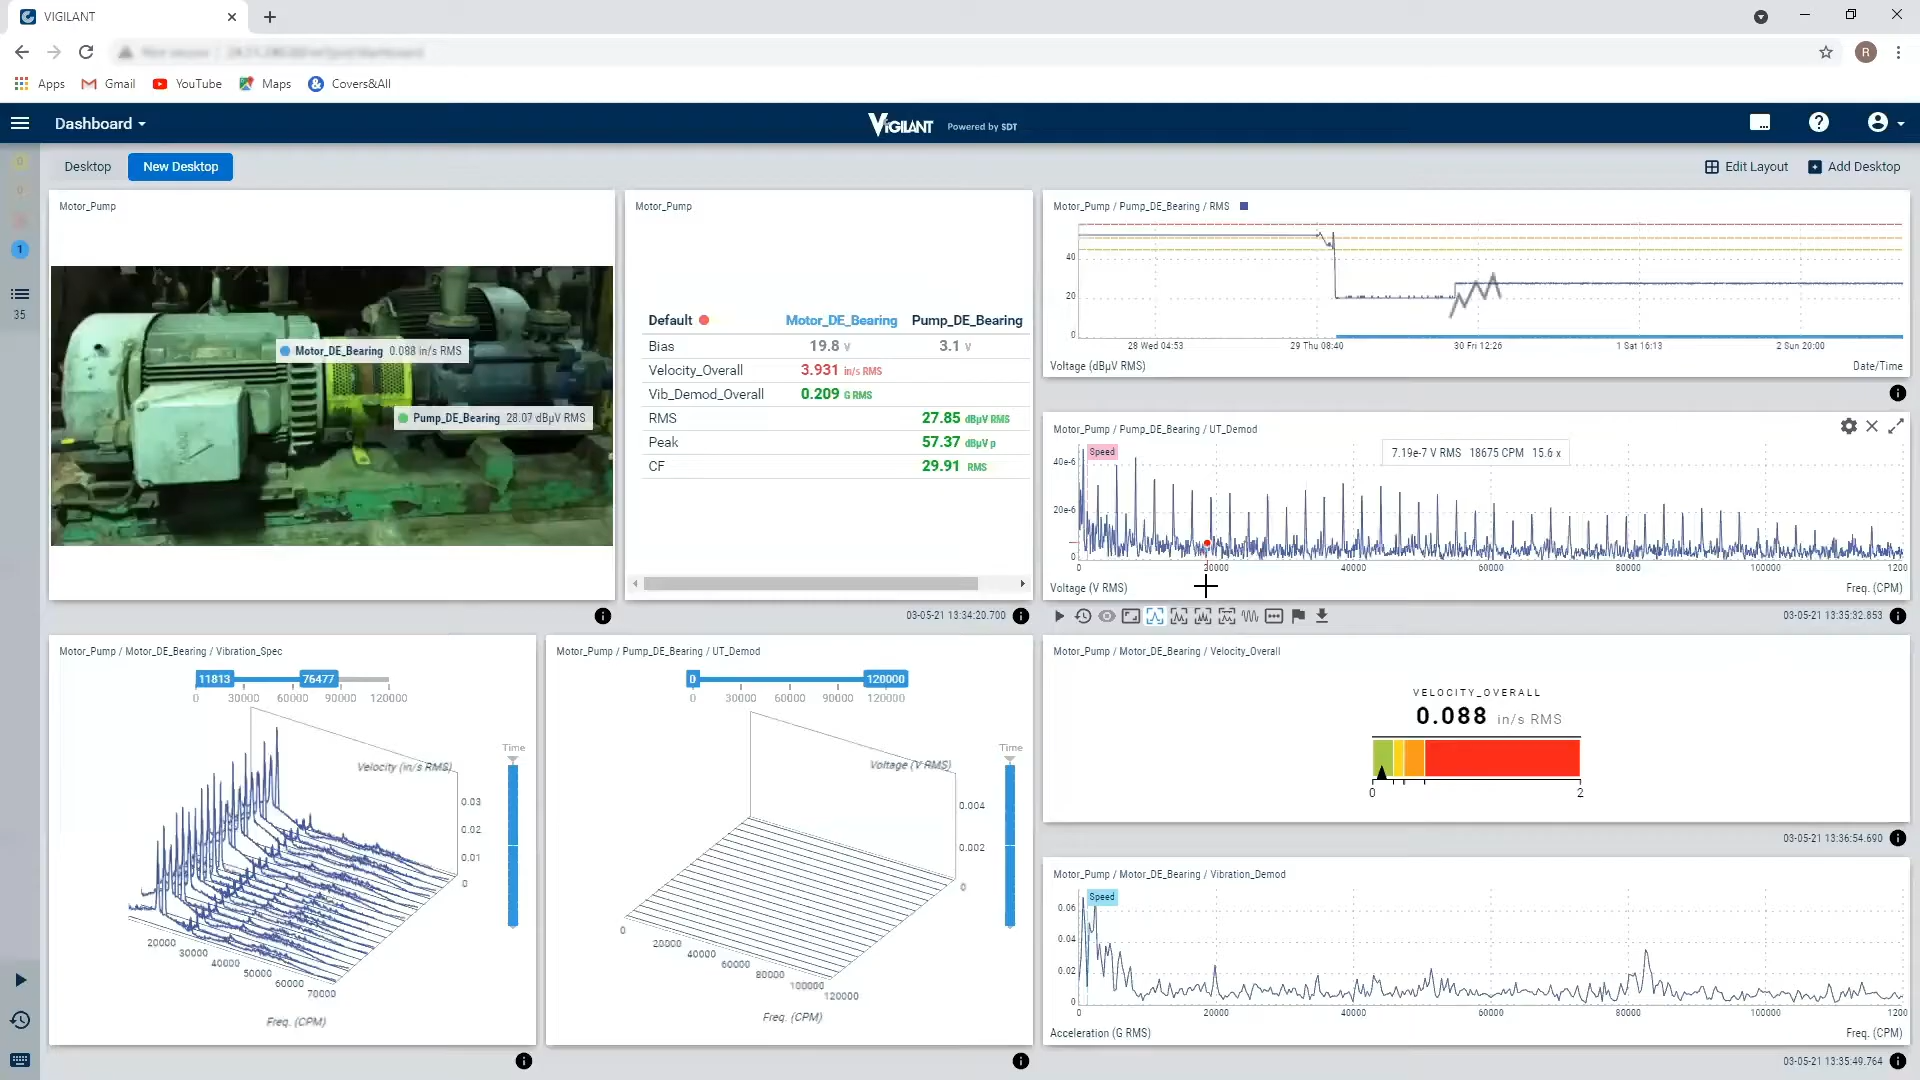 VIGILANT
Apps
Gmail
YouTube
Maps
Covers&All
R
Dashboard
VIGILANT Powered by SDT
Desktop
New Desktop
Edit Layout
Add Desktop
1
35
Motor_Pump
Motor_DE_Bearing 0.088 in/s RMS
Pump_DE_Bearing 28.07 dBµV RMS
Motor_Pump
Default Motor_DE_Bearing Pump_DE_Bearing
Bias 19.8 V 3.1 V
Velocity_Overall 3.931 in/s RMS
Vib_Demod_Overall 0.209 G RMS
RMS 27.85 dBµV RMS
Peak 57.37 dBµV p
CF 29.91 RMS
03-05-21 13:34:20.700
Motor_Pump / Pump_DE_Bearing / RMS
40
20
0
28 Wed 04:53 29 Thu 08:40 30 Fri 12:26 1 Sat 16:13 2 Sun 20:00
Voltage (dBµV RMS) Date/Time
Motor_Pump / Pump_DE_Bearing / UT_Demod
Speed
7.19e-7 V RMS 18675 CPM 15.6 x
40e-6
20e-6
0
0 20000 40000 60000 80000 100000 1200
Voltage (V RMS) Freq. (CPM)
03-05-21 13:35:32.853
Motor_Pump / Motor_DE_Bearing / Vibration_Spec
11813 76477
0 30000 60000 90000 120000
Time
Velocity (in/s RMS)
0.03
0.02
0.01
0
20000
30000
40000
50000
60000
70000
Freq. (CPM)
Motor_Pump / Pump_DE_Bearing / UT_Demod
0 120000
0 30000 60000 90000 120000
Time
Voltage (V RMS)
0.004
0.002
0
0
20000
40000
60000
80000
100000
120000
Freq. (CPM)
Motor_Pump / Motor_DE_Bearing / Velocity_Overall
VELOCITY_OVERALL
0.088 in/s RMS
0 2
03-05-21 13:36:54.690
Motor_Pump / Motor_DE_Bearing / Vibration_Demod
Speed
0.06
0.04
0.02
0
0 20000 40000 60000 80000 100000 1200
Acceleration (G RMS) Freq. (CPM)
03-05-21 13:35:49.764